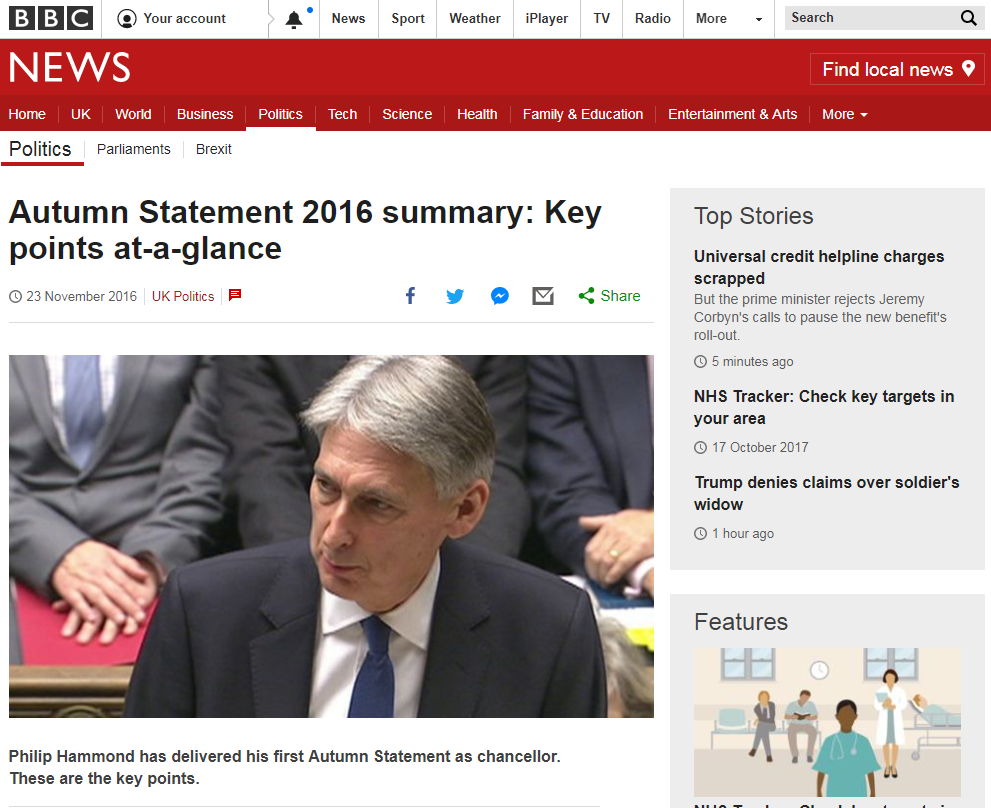 BBC Your account News Sport Weather iPlayer TV Radio More Search
NEWS
Find local news
Home UK World Business Politics Tech Science Health Family & Education Entertainment & Arts More
Politics Parliaments Brexit
Autumn Statement 2016 summary: Key
points at-a-glance
23 November 2016 UK Politics
Share
Philip Hammond has delivered his first Autumn Statement as chancellor.
These are the key points.
Top Stories
Universal credit helpline charges
scrapped
But the prime minister rejects Jeremy
Corbyn's calls to pause the new benefit's
roll-out.
5 minutes ago
NHS Tracker: Check key targets in
your area
17 October 2017
Trump denies claims over soldier's
widow
1 hour ago
Features